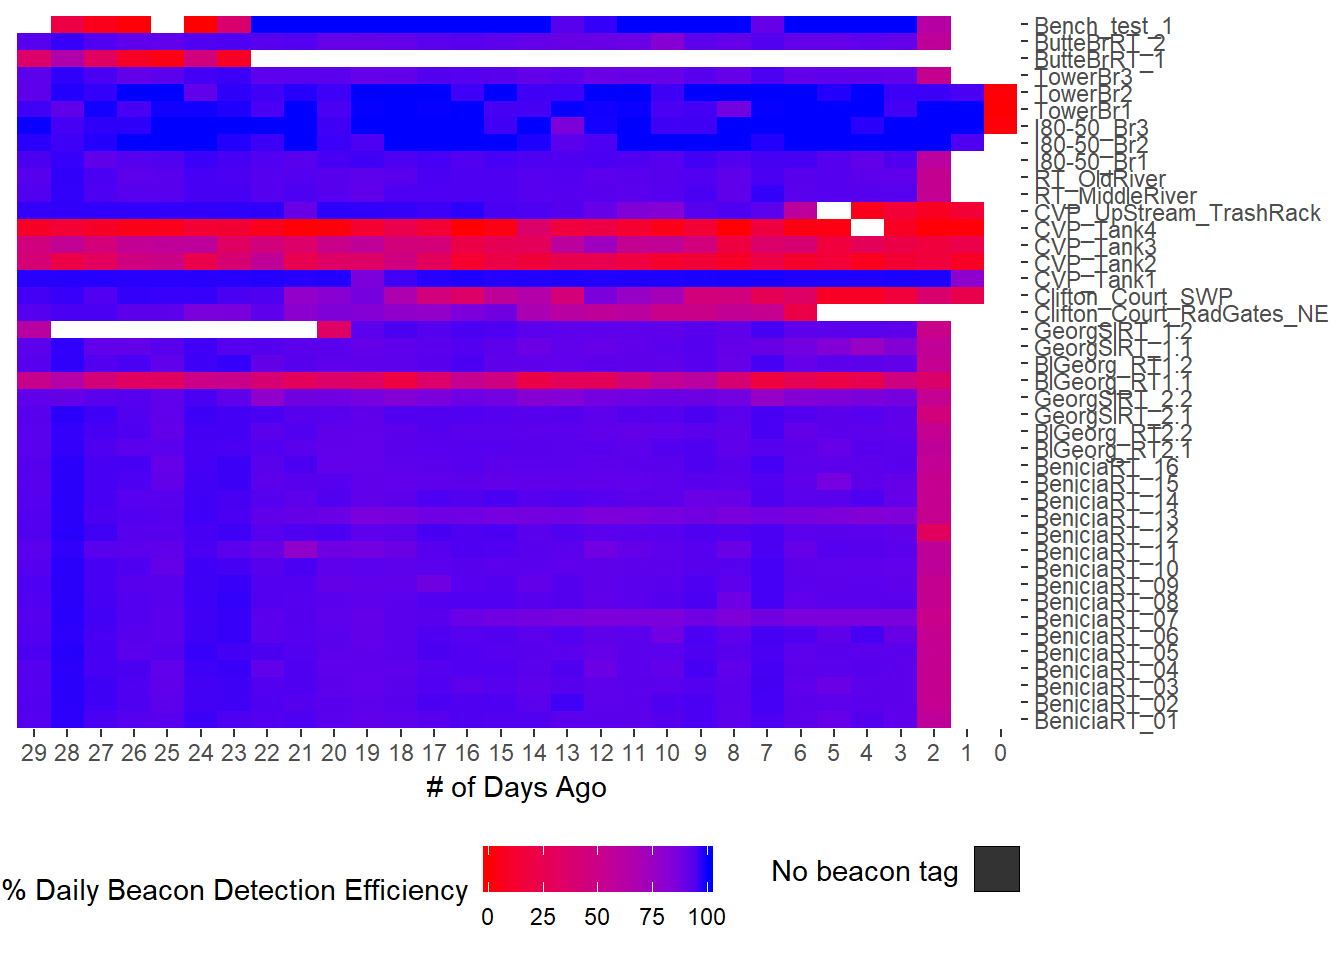 Bench_test_1
ButteBrRT_2
ButteBrRT_1
TowerBr3
TowerBr2
TowerBr1
I80-50_Br3
I80-50_Br2
I80-50_Br1
RT_OldRiver
RT_MiddleRiver
CVP_UpStream_TrashRack
CVP_Tank4
CVP_Tank3
CVP_Tank2
CVP_Tank1
Clifton_Court_SWP
Clifton_Court_RadGates_NE
GeorgSlRT_1.2
GeorgSlRT_1.1
BlGeorg_RT1.2
BlGeorg_RT1.1
GeorgSlRT_2.2
GeorgSlRT_2.1
BlGeorg_RT2.2
BlGeorg_RT2.1
BeniciaRT_16
BeniciaRT_15
BeniciaRT_14
BeniciaRT_13
BeniciaRT_12
BeniciaRT_11
BeniciaRT_10
BeniciaRT_09
BeniciaRT_08
BeniciaRT_07
BeniciaRT_06
BeniciaRT_05
BeniciaRT_04
BeniciaRT_03
BeniciaRT_02
BeniciaRT_01
29 28 27 26 25 24 23 22 21 20 19 18 17 16 15 14 13 12 11 10 9 8 7 6 5 4 3 2 1 0
# of Days Ago
% Daily Beacon Detection Efficiency
0 25 50 75 100
No beacon tag